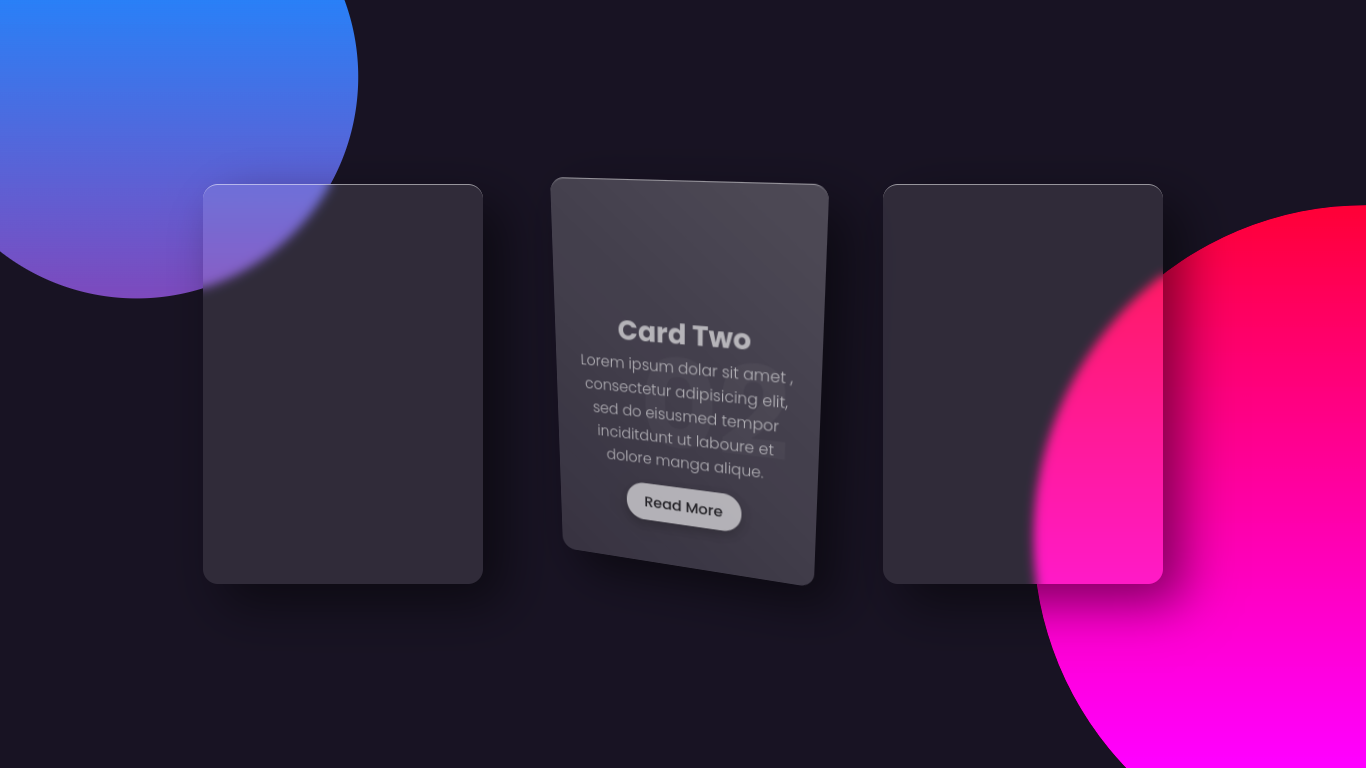 Card Two
Lorem ipsum dolar sit amet ,
consectetur adipisicing elit,
sed do eiusmed tempor
inciditdunt ut laboure et
dolore manga alique.
Read More